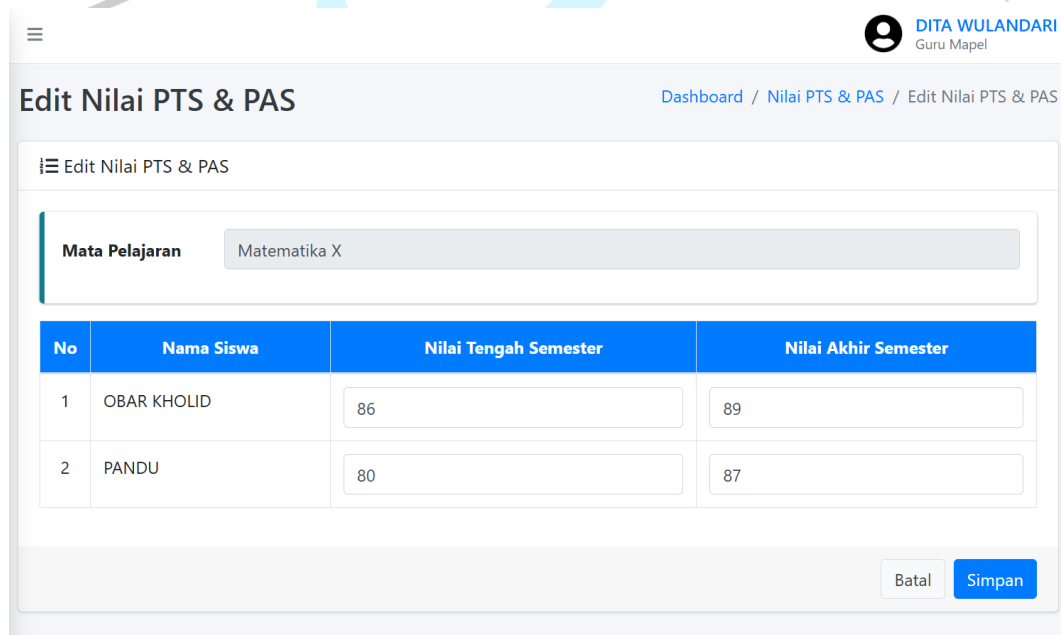 DITA WULANDARI
Guru Mapel
Edit Nilai PTS & PAS
Dashboard / Nilai PTS & PAS / Edit Nilai PTS & PAS
Edit Nilai PTS & PAS
Mata Pelajaran Matematika X
No Nama Siswa Nilai Tengah Semester Nilai Akhir Semester
1 OBAR KHOLID 86 89
2 PANDU 80 87
Batal Simpan